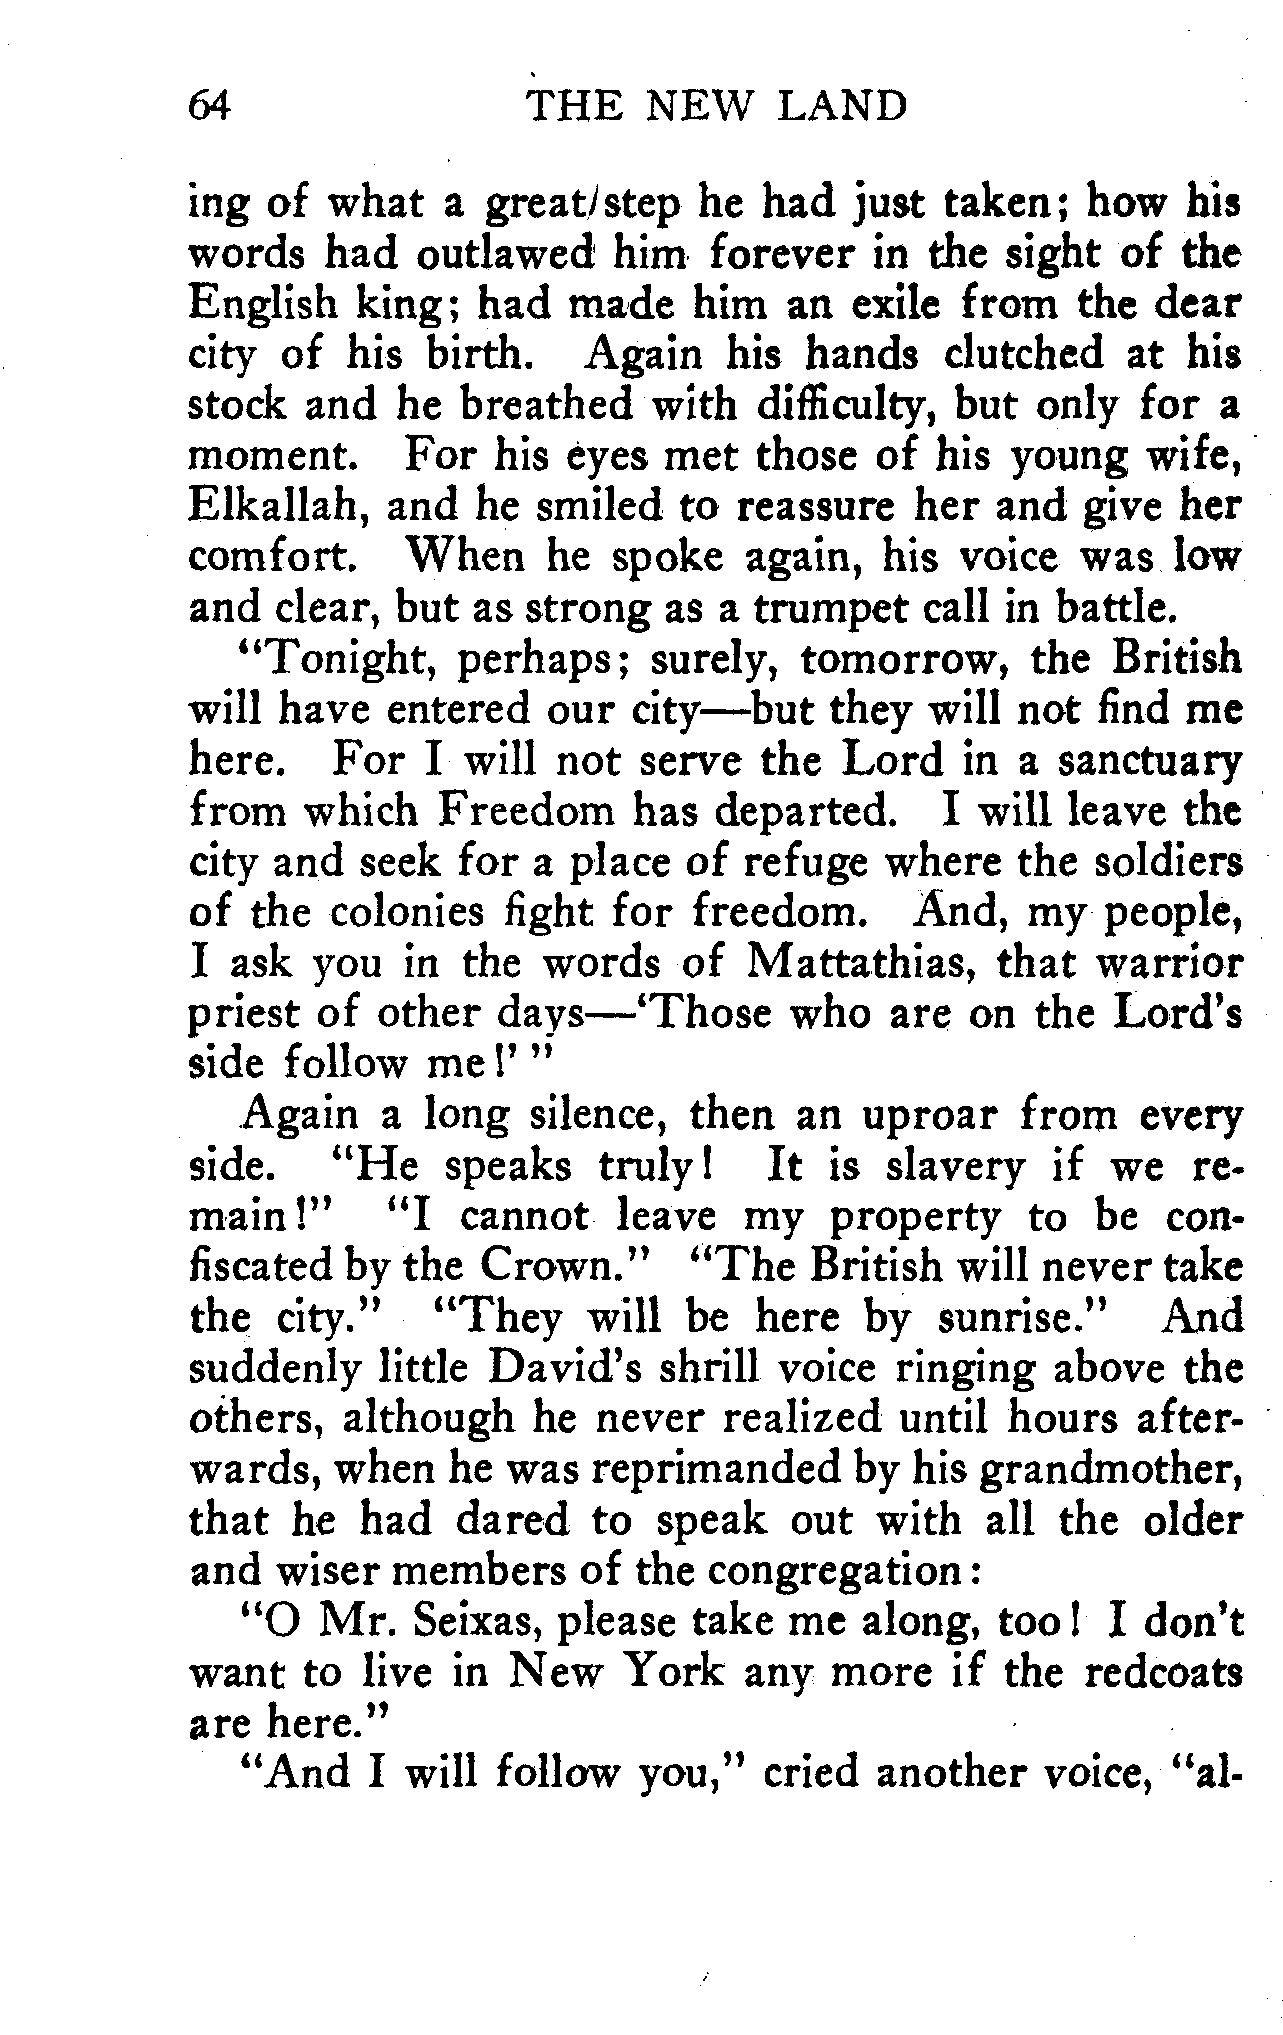 64 THE NEW LAND
ing of what a great/step he had just taken; how his
words had outlawed him forever in the sight of the
English king; had made him an exile from the dear
city of his birth. Again his hands clutched at his
stock and he breathed with difficulty, but only for a
moment. For his eyes met those of his young wife,
Elkallah, and he smiled to reassure her and give her
comfort. When he spoke again, his voice was low
and clear, but as strong as a trumpet call in battle.
“Tonight, perhaps; surely, tomorrow, the British
will have entered our city—but they will not find me
here. For I will not serve the Lord in a sanctuary
from which Freedom has departed. I will leave the
city and seek for a place of refuge where the soldiers
of the colonies fight for freedom. And, my people,
I ask you in the words of Mattathias, that warrior
priest of other days—‘Those who are on the Lord’s
side follow me!’ ”
Again a long silence, then an uproar from every
side. “He speaks truly! It is slavery if we re-
main!” “I cannot leave my property to be con-
fiscated by the Crown.” “The British will never take
the city.” “They will be here by sunrise.” And
suddenly little David’s shrill voice ringing above the
others, although he never realized until hours after-
wards, when he was reprimanded by his grandmother,
that he had dared to speak out with all the older
and wiser members of the congregation:
“O Mr. Seixas, please take me along, too! I don’t
want to live in New York any more if the redcoats
are here.”
“And I will follow you,” cried another voice, “al-